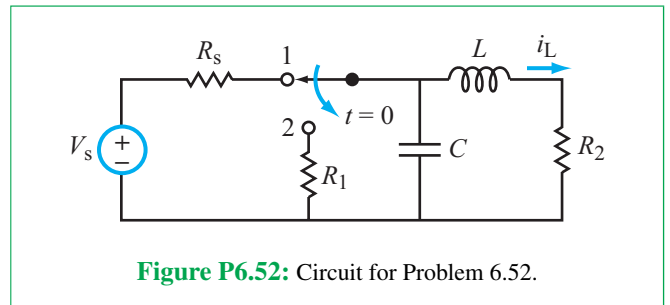 Rs 1 L iL
t = 0
2
Vs + − C R2
R1
Figure P6.52: Circuit for Problem 6.52.